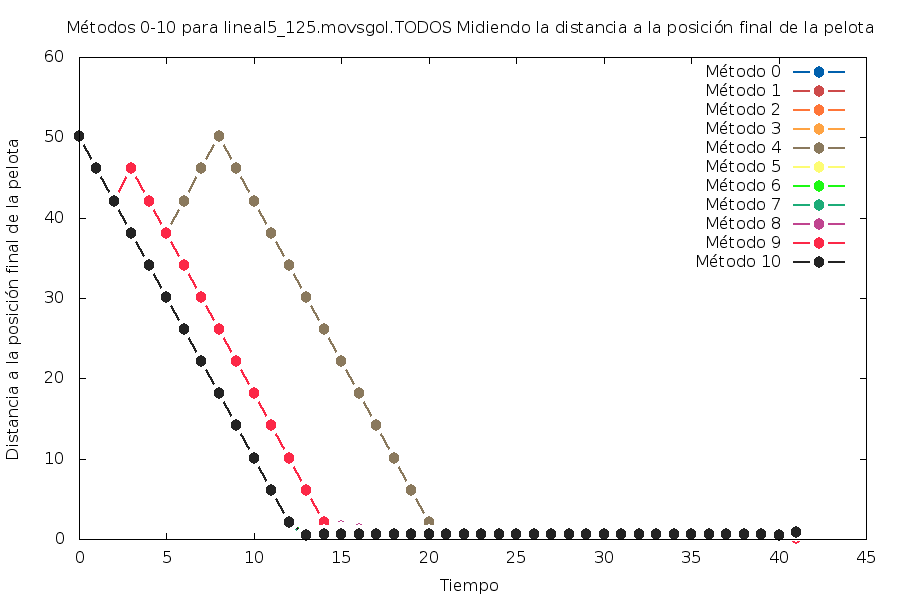 Métodos 0-10 para lineal5_125.movsgol.TODOS Midiendo la distancia a la posición final de la pelota
Distancia a la posición final de la pelota
60
50
40
30
20
10
0
Método 0
Método 1
Método 2
Método 3
Método 4
Método 5
Método 6
Método 7
Método 8
Método 9
Método 10
0 5 10 15 20 25 30 35 40 45
Tiempo